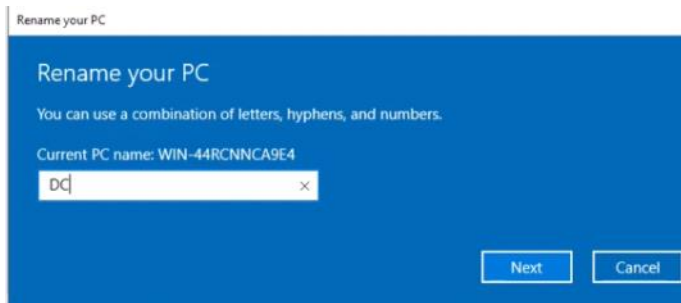 Rename your PC
Rename your PC
You can use a combination of letters, hyphens, and numbers.
Current PC name: WIN-44RCNNCA9E4
DC
Next Cancel